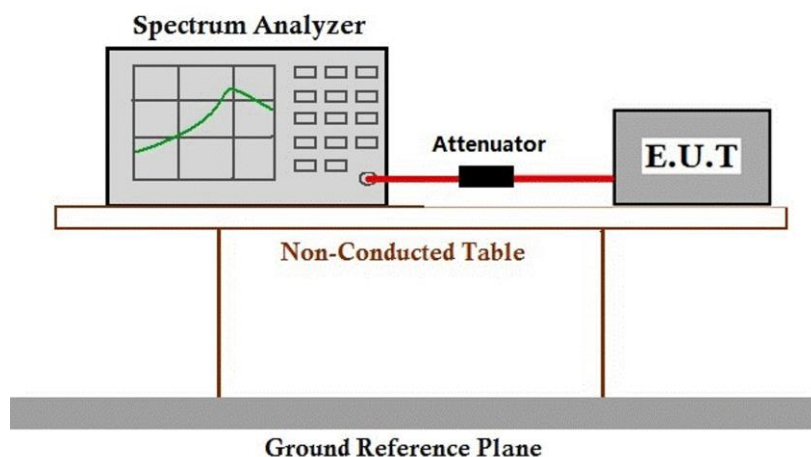 Spectrum Analyzer
Attenuator
E.U.T
Non-Conducted Table
Ground Reference Plane